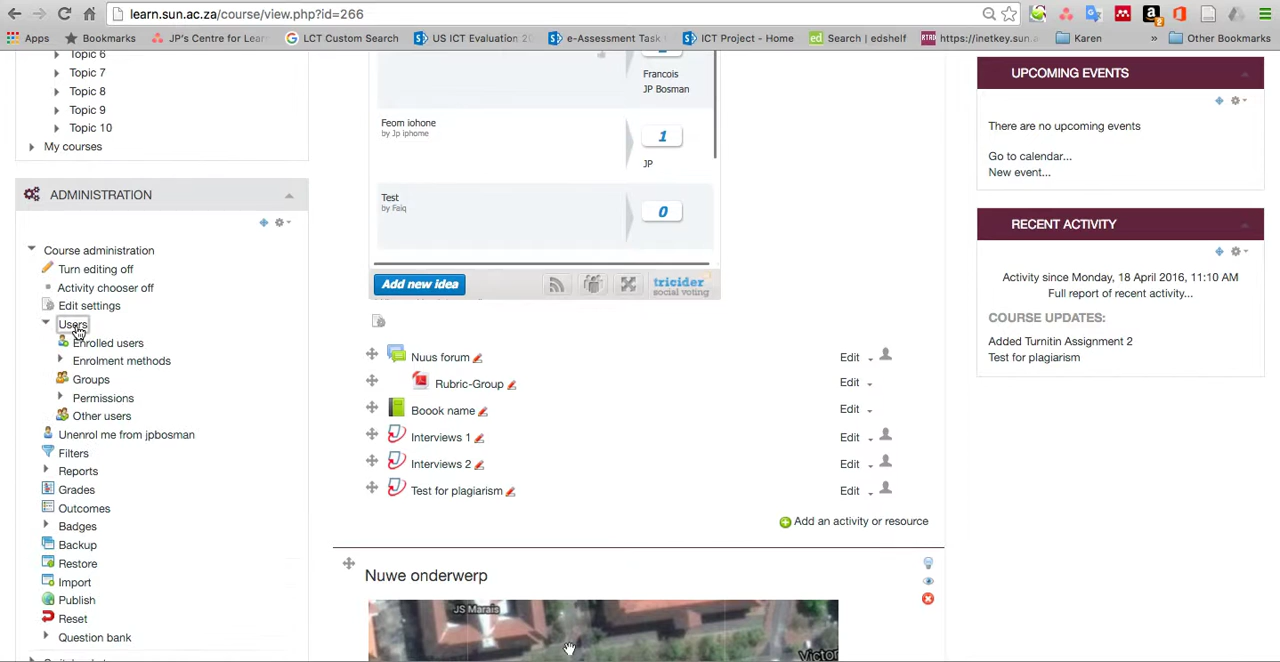 learn.sun.ac.za/course/view.php?id=266
Apps
Bookmarks
JP's Centre for Lear
LCT Custom Search
US ICT Evaluation 20
e-Assessment Task
ICT Project - Home
Search | edshelf
https://inetkey.sun.a
Karen
»
Other Bookmarks
Topic 6
Topic 7
Topic 8
Topic 9
Topic 10
My courses
ADMINISTRATION
Course administration
Turn editing off
Activity chooser off
Edit settings
Users
Enrolled users
Enrolment methods
Groups
Permissions
Other users
Unenrol me from jpbosman
Filters
Reports
Grades
Outcomes
Badges
Backup
Restore
Import
Publish
Reset
Question bank
Francois
JP Bosman
Feom iohone
by Jp iphome
1
JP
Test
by Faiq
0
Add new idea
tricider
social voting
Nuus forum
Edit
Rubric-Group
Edit
Boook name
Edit
Interviews 1
Edit
Interviews 2
Edit
Test for plagiarism
Edit
Add an activity or resource
Nuwe onderwerp
JS Marais
Victor
UPCOMING EVENTS
There are no upcoming events
Go to calendar...
New event...
RECENT ACTIVITY
Activity since Monday, 18 April 2016, 11:10 AM
Full report of recent activity...
COURSE UPDATES:
Added Turnitin Assignment 2
Test for plagiarism